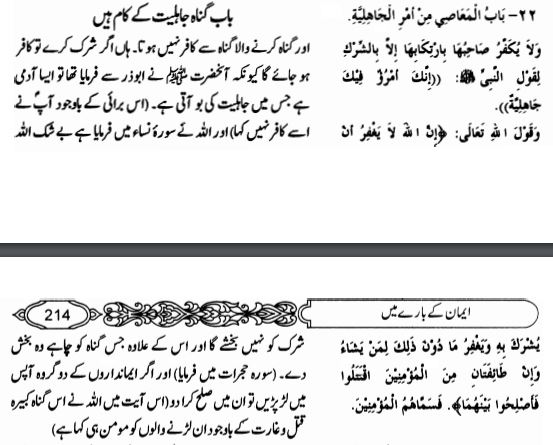 ٢٢- بَابُ الْمَعَاصِي مِنْ أَمْرِ الْجَاهِلِيَّةِ.
وَلَا يُكَفَّرُ صَاحِبُهَا بِارْتِكَابِهَا إِلاَّ بِالشِّرْكِ
لِقَوْلِ النَّبِيِّ ﷺ: ((إِنَّكَ امْرُؤٌ فِيكَ
جَاهِلِيَّةٌ)).
وَقَوْلِ اللهِ تَعَالَى: ﴿إِنَّ اللهَ لاَ يَغْفِرُ أَنْ
باب گناہ جاہلیت کے کام ہیں
اور گناہ کرنے والا گناہ سے کافر نہیں ہوتا۔ ہاں اگر شرک کرے تو کافر
ہو جائے گا کیونکہ آنحضرت ﷺ نے ابوذر سے فرمایا تھا تو ایسا آدمی
ہے جس میں جاہلیت کی بو آتی ہے۔ (اس برائی کے باوجود آپؐ نے
اسے کافر نہیں کہا) اور اللہ نے سورۂ نساء میں فرمایا ہے بے شک اللہ
ایمان کے بارے میں
214
يُشْرَكَ بِهِ وَيَغْفِرُ مَا دُوْنَ ذَلِكَ لِمَنْ يَشَاءُ
وَإِنْ طَائِفَتَانِ مِنَ الْمُؤْمِنِيْنَ اقْتَتَلُوا
فَأَصْلِحُوا بَيْنَهُمَا﴾. فَسَمَّاهُمُ الْمُؤْمِنِيْنَ.
شرک کو نہیں بخشے گا اور اس کے علاوہ جس گناہ کو چاہے وہ بخش
دے۔ (سورہ حجرات میں فرمایا) اور اگر ایمانداروں کے دو گروہ آپس
میں لڑ پڑیں تو ان میں صلح کرا دو (اس آیت میں اللہ نے اس گناہ کبیرہ
قتل و غارت کے باوجود ان لڑنے والوں کو مومن ہی کہا ہے)